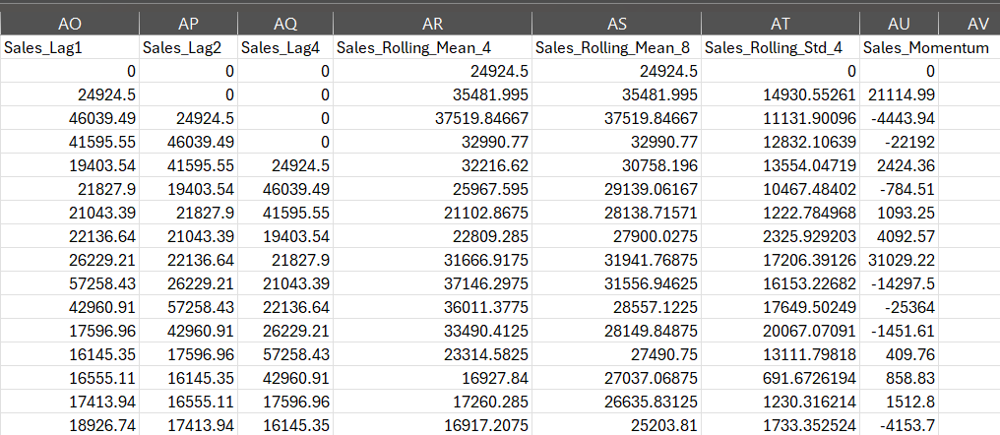 AO AP AQ AR AS AT AU AV
Sales_Lag1 Sales_Lag2 Sales_Lag4 Sales_Rolling_Mean_4 Sales_Rolling_Mean_8 Sales_Rolling_Std_4 Sales_Momentum
0 0 0 24924.5 24924.5 0 0
24924.5 0 0 35481.995 35481.995 14930.55261 21114.99
46039.49 24924.5 0 37519.84667 37519.84667 11131.90096 -4443.94
41595.55 46039.49 0 32990.77 32990.77 12832.10639 -22192
19403.54 41595.55 24924.5 32216.62 30758.196 13554.04719 2424.36
21827.9 19403.54 46039.49 25967.595 29139.06167 10467.48402 -784.51
21043.39 21827.9 41595.55 21102.8675 28138.71571 1222.784968 1093.25
22136.64 21043.39 19403.54 22809.285 27900.0275 2325.929203 4092.57
26229.21 22136.64 21827.9 31666.9175 31941.76875 17206.39126 31029.22
57258.43 26229.21 21043.39 37146.2975 31556.94625 16153.22682 -14297.5
42960.91 57258.43 22136.64 36011.3775 28557.1225 17649.50249 -25364
17596.96 42960.91 26229.21 33490.4125 28149.84875 20067.07091 -1451.61
16145.35 17596.96 57258.43 23314.5825 27490.75 13111.79818 409.76
16555.11 16145.35 42960.91 16927.84 27037.06875 691.6726194 858.83
17413.94 16555.11 17596.96 17260.285 26635.83125 1230.316214 1512.8
18926.74 17413.94 16145.35 16917.2075 25203.81 1733.352524 -4153.7